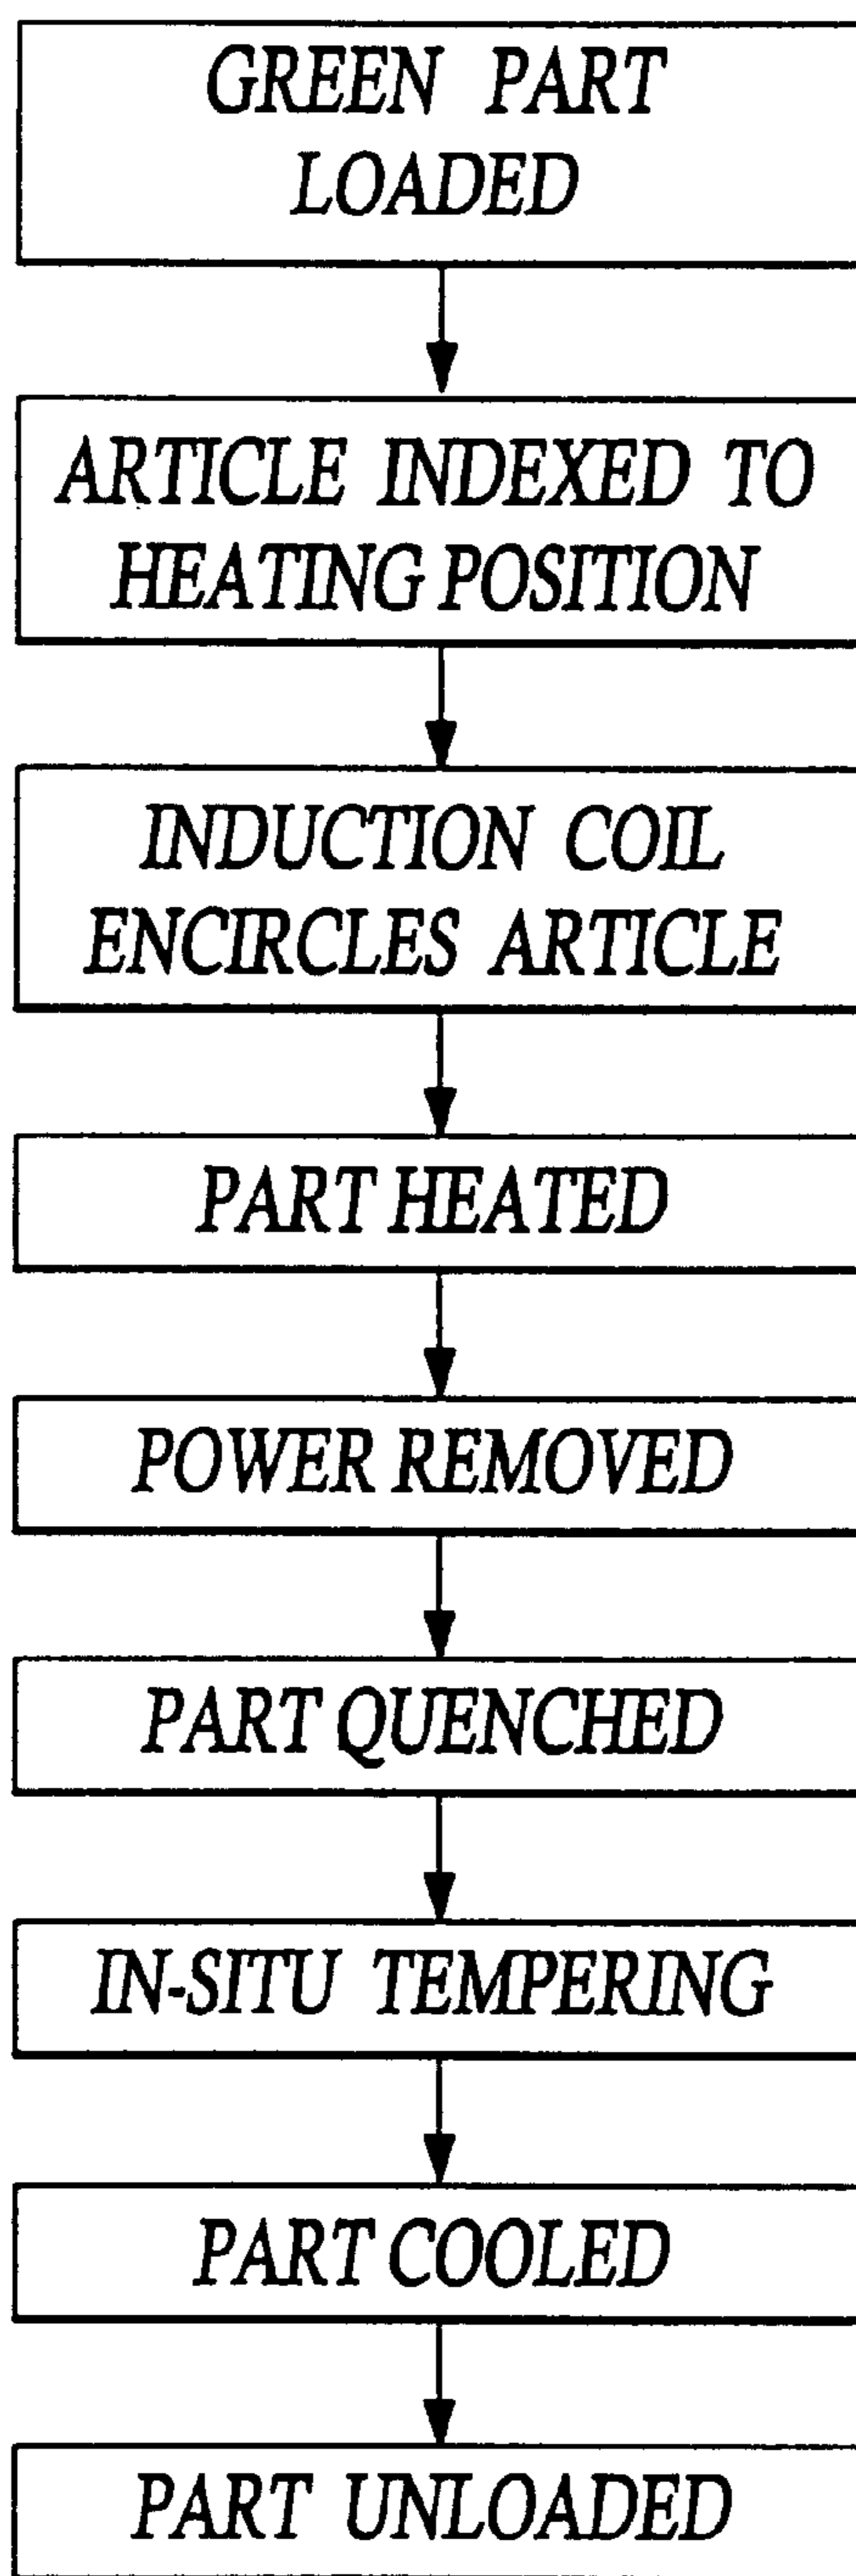 GREEN PART
LOADED
ARTICLE INDEXED TO
HEATING POSITION
INDUCTION COIL
ENCIRCLES ARTICLE
PART HEATED
POWER REMOVED
PART QUENCHED
IN-SITU TEMPERING
PART COOLED
PART UNLOADED